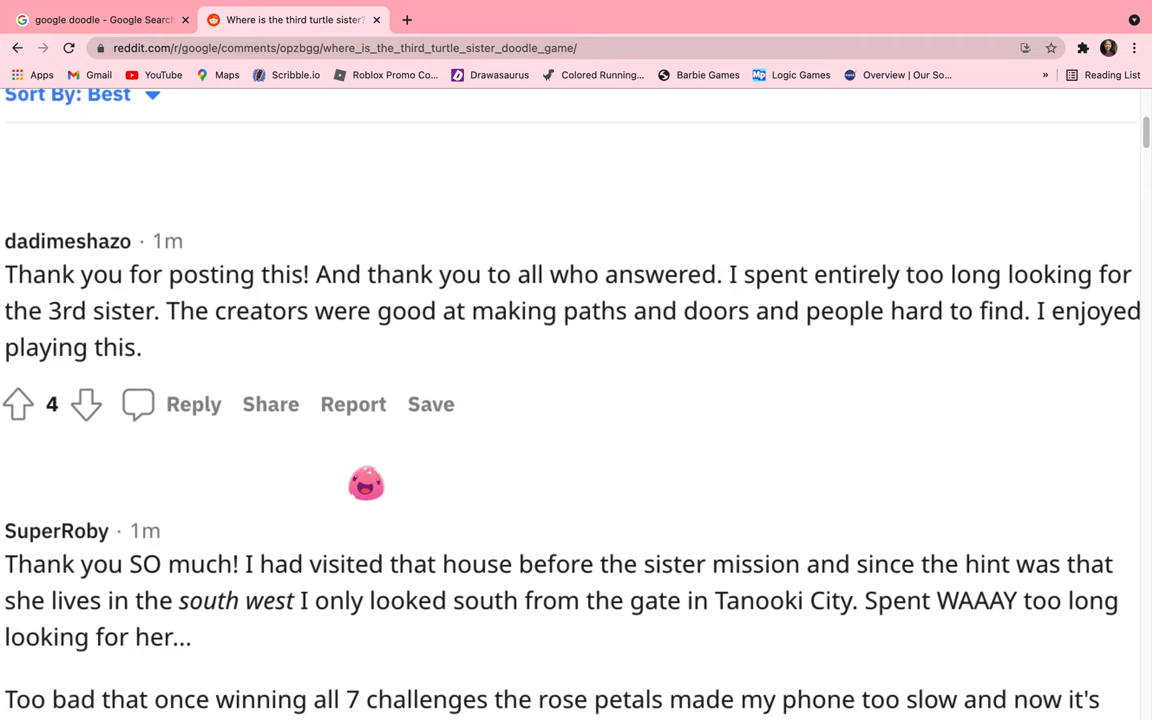 google doodle - Google Search
Where is the third turtle sister?
reddit.com/r/google/comments/opzbgg/where_is_the_third_turtle_sister_doodle_game/
Apps Gmail YouTube Maps Scribble.io Roblox Promo Co... Drawasaurus Colored Running... Barbie Games Mp Logic Games Overview | Our So... » Reading List
Sort By: Best
dadimeshazo · 1m
Thank you for posting this! And thank you to all who answered. I spent entirely too long looking for
the 3rd sister. The creators were good at making paths and doors and people hard to find. I enjoyed
playing this.
4 Reply Share Report Save
SuperRoby · 1m
Thank you SO much! I had visited that house before the sister mission and since the hint was that
she lives in the south west I only looked south from the gate in Tanooki City. Spent WAAAY too long
looking for her...
Too bad that once winning all 7 challenges the rose petals made my phone too slow and now it's